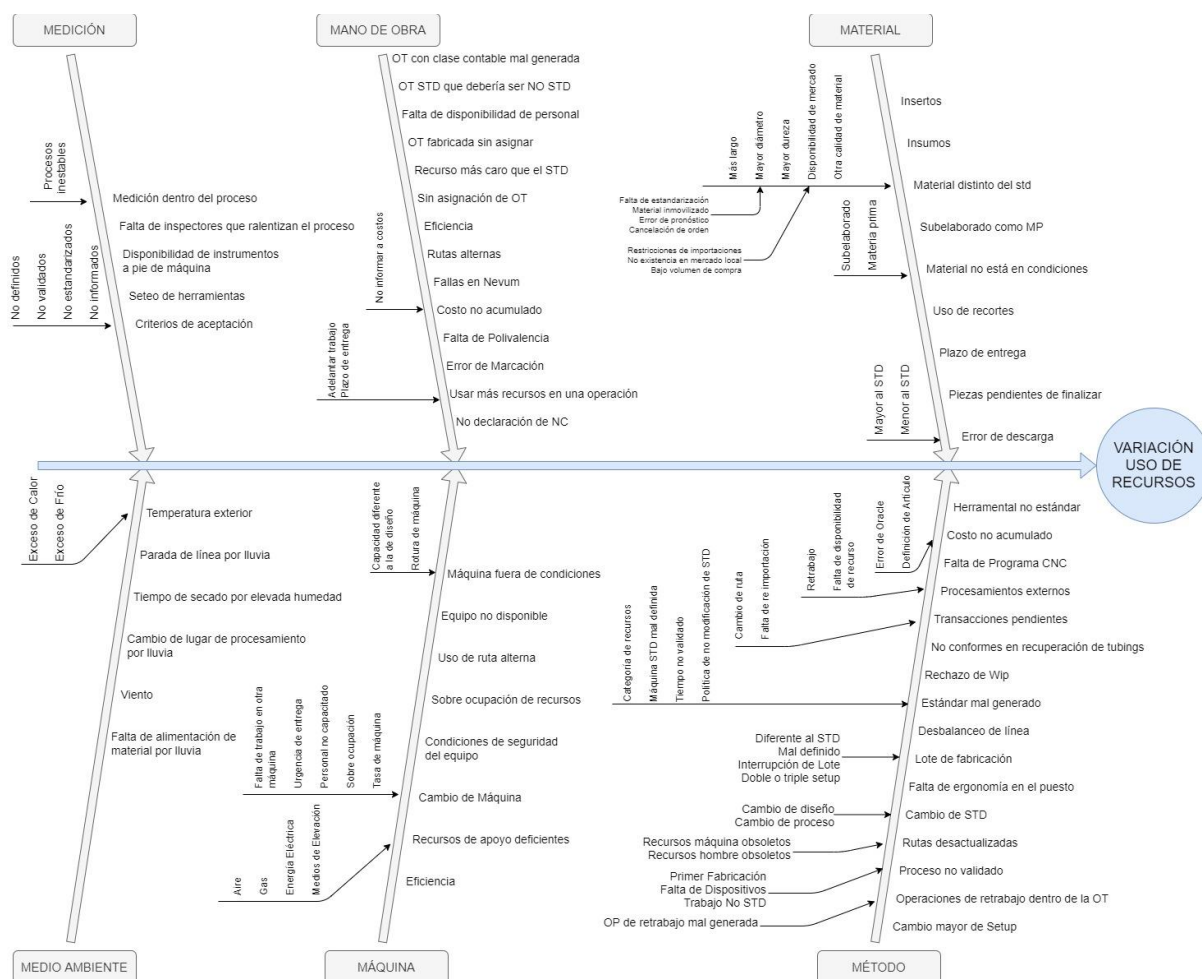 MEDICIÓN
Procesos
inestables
Medición dentro del proceso
Falta de inspectores que ralentizan el proceso
Disponibilidad de instrumentos
a pie de máquina
Seteo de herramientas
No definidos
No validados
No estandarizados
No informados
Criterios de aceptación
MANO DE OBRA
OT con clase contable mal generada
OT STD que debería ser NO STD
Falta de disponibilidad de personal
OT fabricada sin asignar
Recurso más caro que el STD
Sin asignación de OT
Eficiencia
Rutas alternas
Fallas en Nevum
No informar a costos
Costo no acumulado
Falta de Polivalencia
Error de Marcación
Adelantar trabajo
Plazo de entrega
Usar más recursos en una operación
No declaración de NC
MATERIAL
Insertos
Insumos
Más largo
Mayor diámetro
Mayor dureza
Disponibilidad de mercado
Otra calidad de material
Material distinto del std
Falta de estandarización
Material inmovilizado
Error de pronóstico
Cancelación de orden
Restricciones de importaciones
No existencia en mercado local
Bajo volumen de compra
Subelaborado como MP
Subelaborado
Materia prima
Material no está en condiciones
Uso de recortes
Plazo de entrega
Piezas pendientes de finalizar
Mayor al STD
Menor al STD
Error de descarga
VARIACIÓN
USO DE
RECURSOS
Exceso de Calor
Exceso de Frío
Temperatura exterior
Parada de línea por lluvia
Tiempo de secado por elevada humedad
Cambio de lugar de procesamiento
por lluvia
Viento
Falta de alimentación de
material por lluvia
MEDIO AMBIENTE
Capacidad diferente
a la de diseño
Rotura de máquina
Máquina fuera de condiciones
Equipo no disponible
Uso de ruta alterna
Sobre ocupación de recursos
Condiciones de seguridad
del equipo
Falta de trabajo en otra
máquina
Urgencia de entrega
Personal no capacitado
Sobre ocupación
Tasa de máquina
Cambio de Máquina
Recursos de apoyo deficientes
Aire
Gas
Energía Eléctrica
Medios de Elevación
Eficiencia
MÁQUINA
Herramental no estándar
Error de Oracle
Definición de Artículo
Costo no acumulado
Falta de Programa CNC
Retrabajo
Falta de disponibilidad
de recurso
Procesamientos externos
Cambio de ruta
Falta de re importación
Transacciones pendientes
No conformes en recuperación de tubings
Rechazo de Wip
Categoría de recursos
Máquina STD mal definida
Tiempo no validado
Política de no modificación de STD
Estándar mal generado
Desbalanceo de línea
Diferente al STD
Mal definido
Interrupción de Lote
Doble o triple setup
Lote de fabricación
Falta de ergonomía en el puesto
Cambio de diseño
Cambio de proceso
Cambio de STD
Recursos máquina obsoletos
Recursos hombre obsoletos
Rutas desactualizadas
Primer Fabricación
Falta de Dispositivos
Trabajo No STD
Proceso no validado
Operaciones de retrabajo dentro de la OT
OP de retrabajo mal generada
Cambio mayor de Setup
MÉTODO